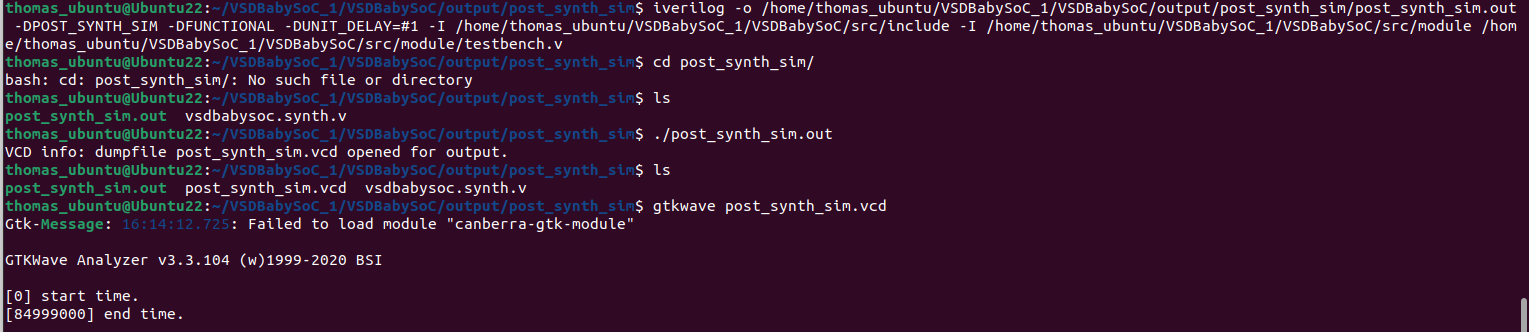 thomas_ubuntu@Ubuntu22:~/VSDBabySoC_1/VSDBabySoC/output/post_synth_sim$ iverilog -o /home/thomas_ubuntu/VSDBabySoC_1/VSDBabySoC/output/post_synth_sim/post_synth_sim.out
 -DPOST_SYNTH_SIM -DFUNCTIONAL -DUNIT_DELAY=#1 -I /home/thomas_ubuntu/VSDBabySoC_1/VSDBabySoC/src/include -I /home/thomas_ubuntu/VSDBabySoC_1/VSDBabySoC/src/module /hom
e/thomas_ubuntu/VSDBabySoC_1/VSDBabySoC/src/module/testbench.v
thomas_ubuntu@Ubuntu22:~/VSDBabySoC_1/VSDBabySoC/output/post_synth_sim$ cd post_synth_sim/
bash: cd: post_synth_sim/: No such file or directory
thomas_ubuntu@Ubuntu22:~/VSDBabySoC_1/VSDBabySoC/output/post_synth_sim$ ls
post_synth_sim.out  vsdbabysoc.synth.v
thomas_ubuntu@Ubuntu22:~/VSDBabySoC_1/VSDBabySoC/output/post_synth_sim$ ./post_synth_sim.out
VCD info: dumpfile post_synth_sim.vcd opened for output.
thomas_ubuntu@Ubuntu22:~/VSDBabySoC_1/VSDBabySoC/output/post_synth_sim$ ls
post_synth_sim.out  post_synth_sim.vcd  vsdbabysoc.synth.v
thomas_ubuntu@Ubuntu22:~/VSDBabySoC_1/VSDBabySoC/output/post_synth_sim$ gtkwave post_synth_sim.vcd
Gtk-Message: 16:14:12.725: Failed to load module "canberra-gtk-module"

GTKWave Analyzer v3.3.104 (w)1999-2020 BSI

[0] start time.
[84999000] end time.